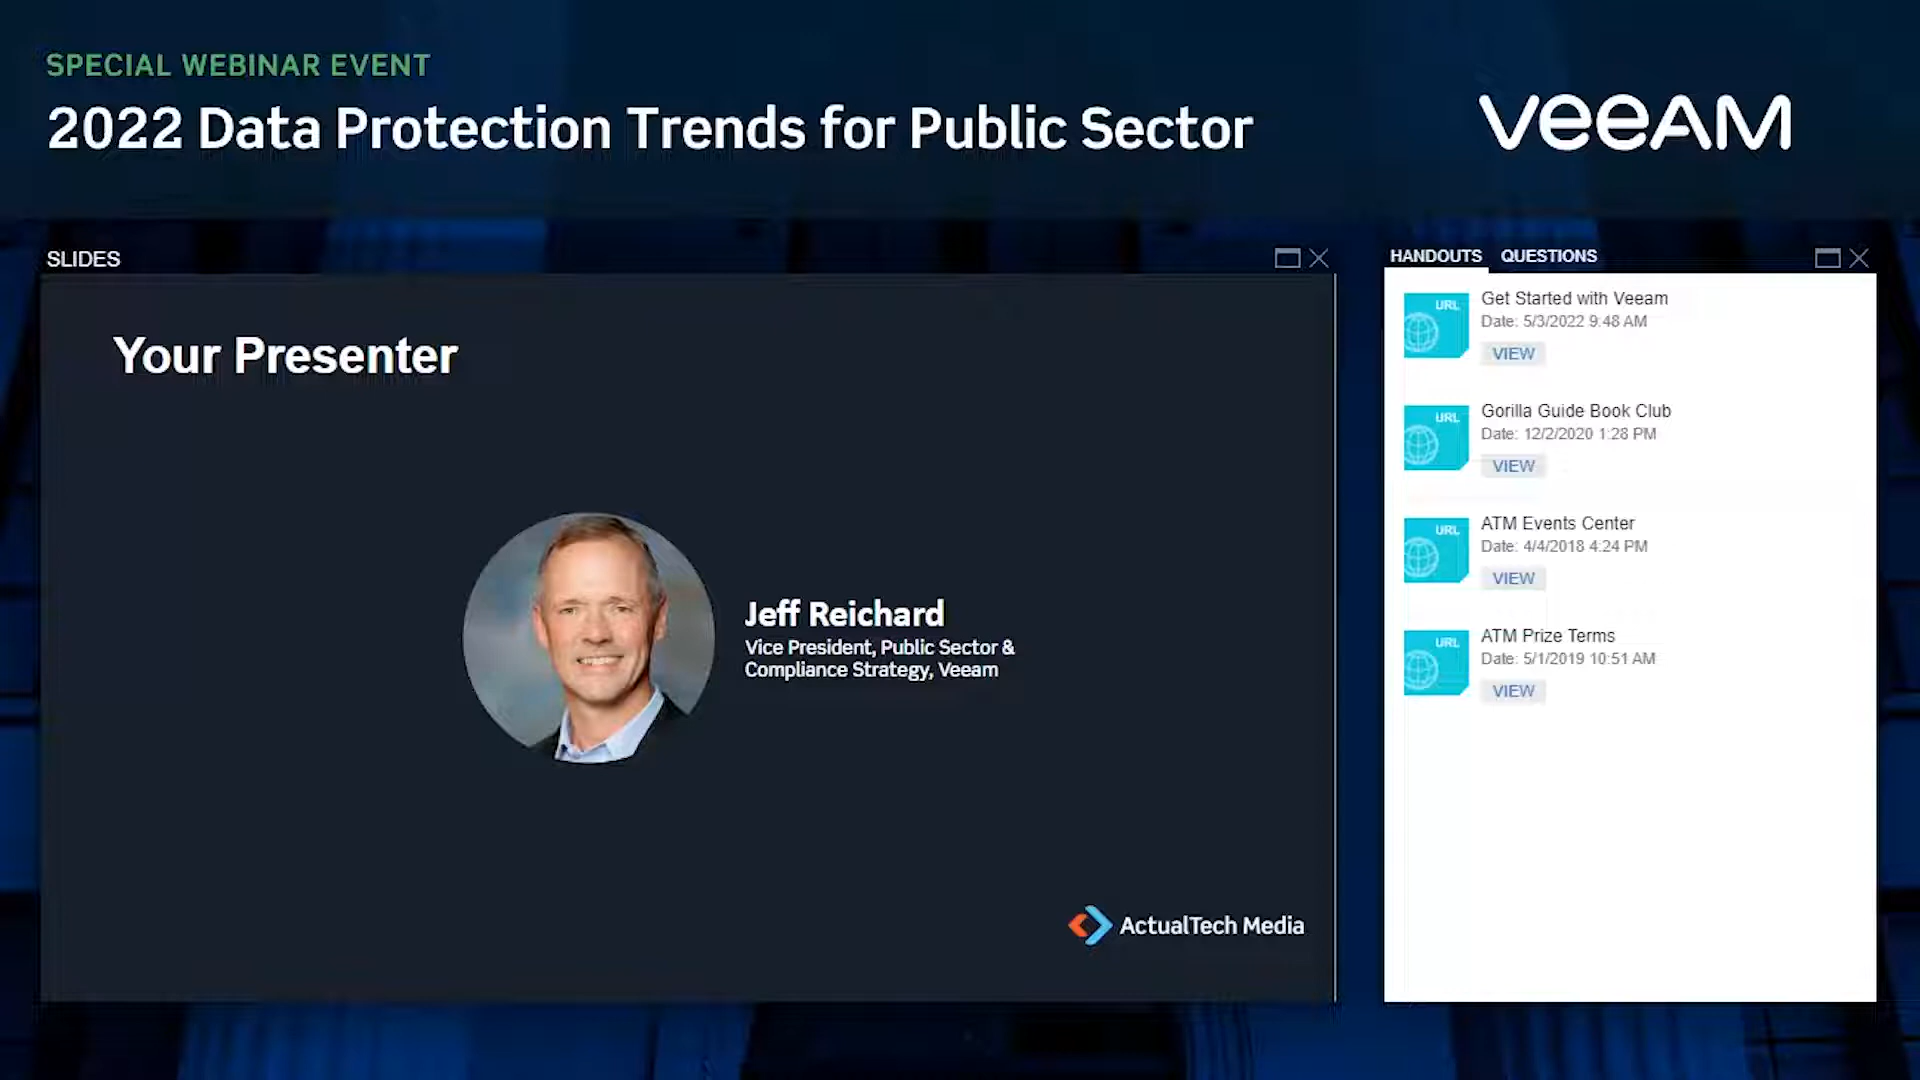 SPECIAL WEBINAR EVENT
2022 Data Protection Trends for Public Sector
veeAM
SLIDES
Your Presenter
Jeff Reichard
Vice President, Public Sector &
Compliance Strategy, Veeam
ActualTech Media
HANDOUTS QUESTIONS
URL
Get Started with Veeam
Date: 5/3/2022 9:48 AM
VIEW
URL
Gorilla Guide Book Club
Date: 12/2/2020 1:28 PM
VIEW
URL
ATM Events Center
Date: 4/4/2018 4:24 PM
VIEW
URL
ATM Prize Terms
Date: 5/1/2019 10:51 AM
VIEW